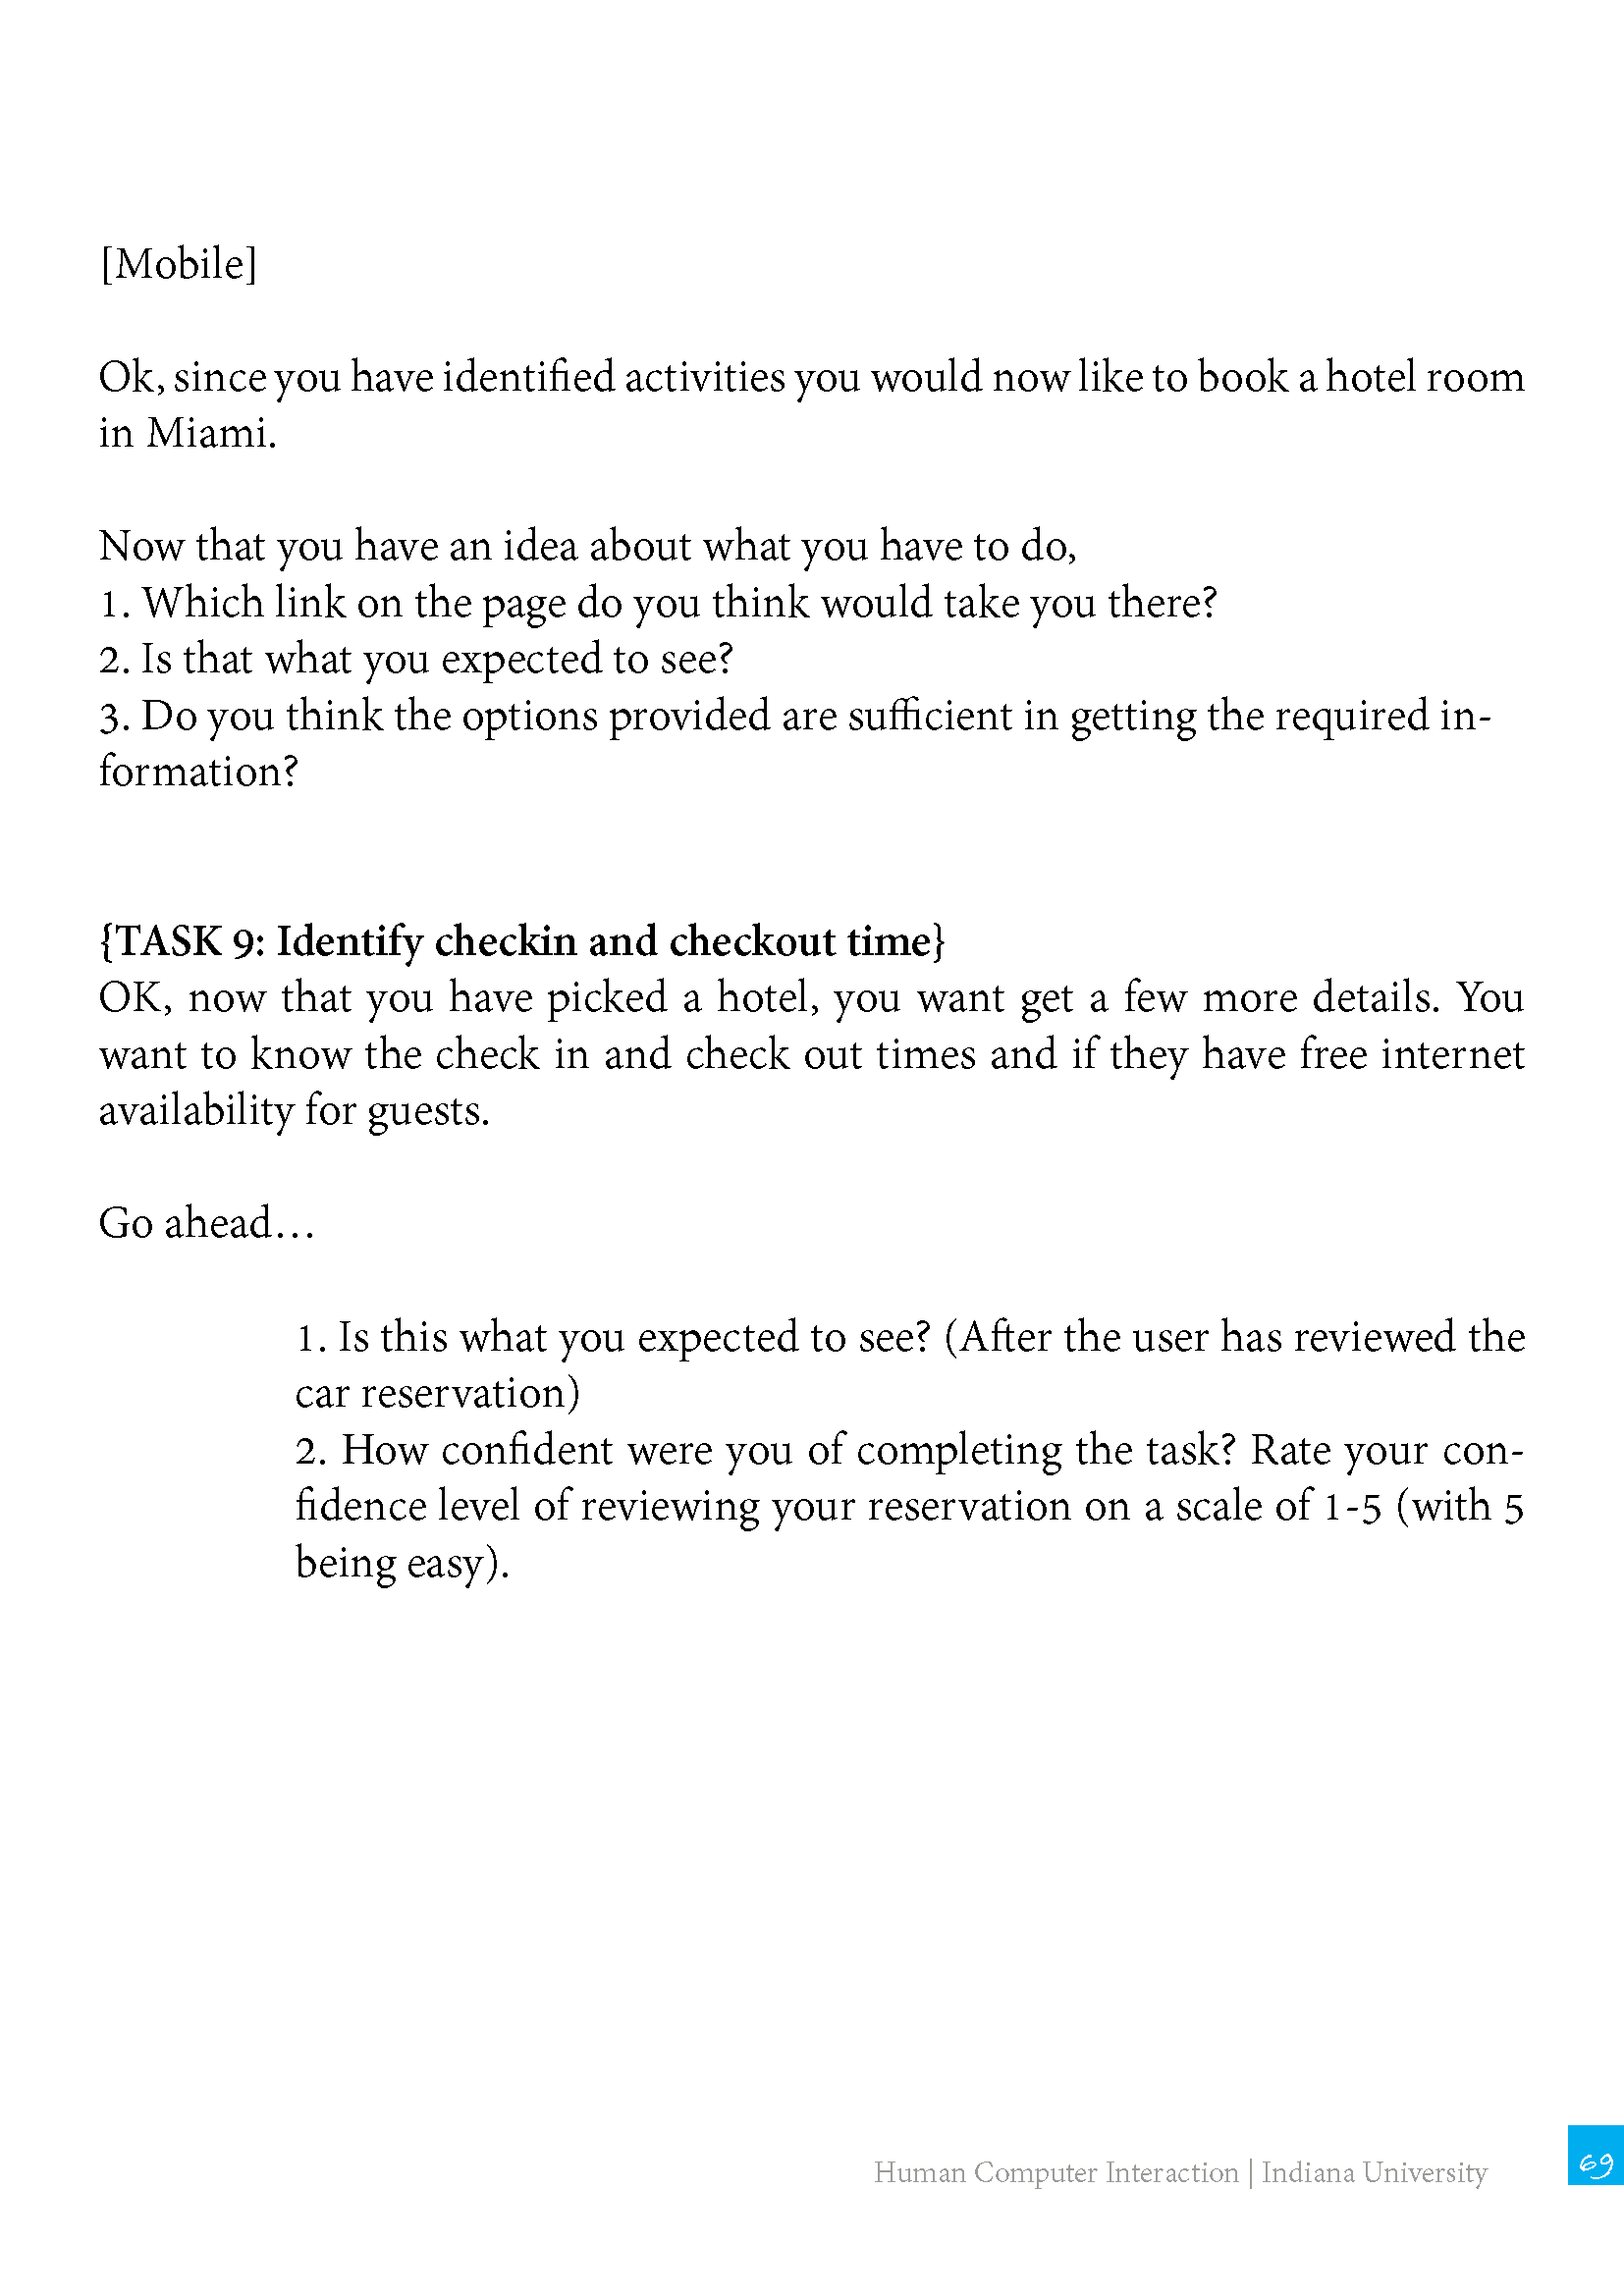 [Mobile]
Ok, since you have identified activities you would now like to book a hotel room
in Miami.
Now that you have an idea about what you have to do,
1. Which link on the page do you think would take you there?
2. Is that what you expected to see?
3. Do you think the options provided are sufficient in getting the required in-
formation?
{TASK 9: Identify checkin and checkout time}
OK, now that you have picked a hotel, you want get a few more details. You
want to know the check in and check out times and if they have free internet
availability for guests.
Go ahead…
1. Is this what you expected to see? (After the user has reviewed the
car reservation)
2. How confident were you of completing the task? Rate your con-
fidence level of reviewing your reservation on a scale of 1-5 (with 5
being easy).
Human Computer Interaction | Indiana University
69